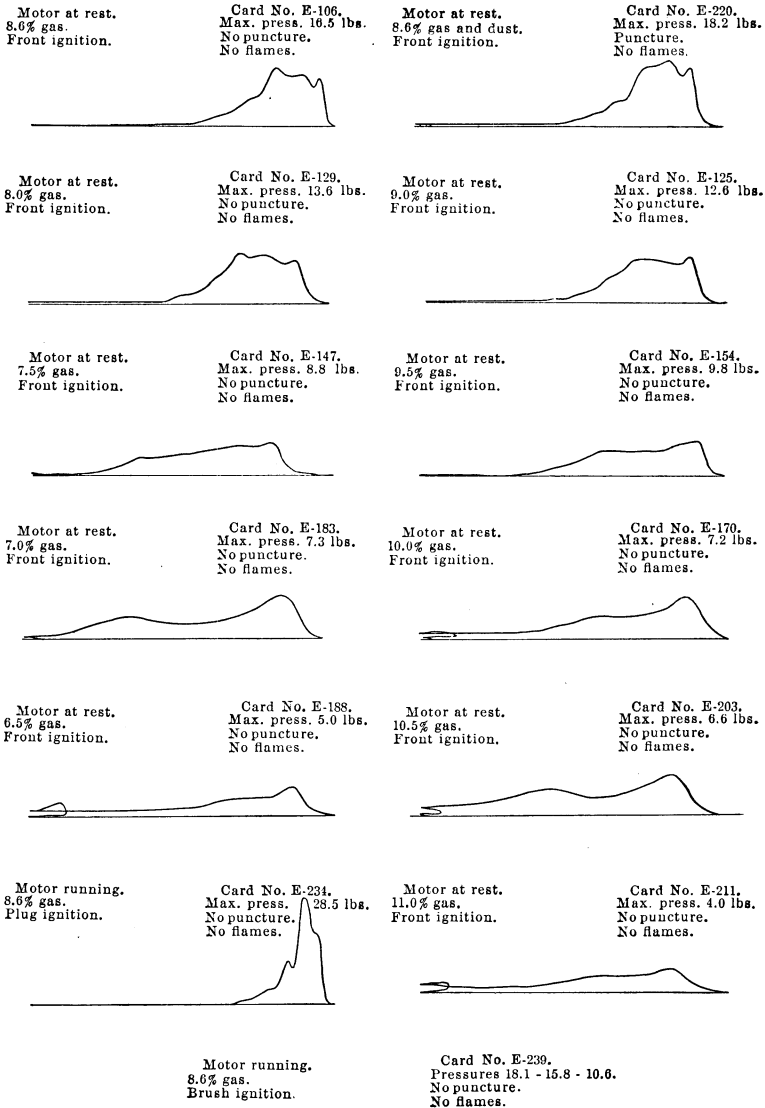 Motor at rest.
8.6% gas.
Front ignition.
Card No. E-106.
Max. press. 16.5 lbs.
No puncture.
No flames.
Motor at rest.
8.6% gas and dust.
Front ignition.
Card No. E-220.
Max. press. 18.2 lbs.
Puncture.
No flames.
Motor at rest.
8.0% gas.
Front ignition.
Card No. E-129.
Max. press. 13.6 lbs.
No puncture.
No flames.
Motor at rest.
9.0% gas.
Front ignition.
Card No. E-125.
Max. press. 12.6 lbs.
No puncture.
No flames.
Motor at rest.
7.5% gas.
Front ignition.
Card No. E-147.
Max. press. 8.8 lbs.
No puncture.
No flames.
Motor at rest.
9.5% gas.
Front ignition.
Card No. E-154.
Max. press. 9.8 lbs.
No puncture.
No flames.
Motor at rest.
7.0% gas.
Front ignition.
Card No. E-183.
Max. press. 7.3 lbs.
No puncture.
No flames.
Motor at rest.
10.0% gas.
Front ignition.
Card No. E-170.
Max. press. 7.2 lbs.
No puncture.
No flames.
Motor at rest.
6.5% gas.
Front ignition.
Card No. E-188.
Max. press. 5.0 lbs.
No puncture.
No flames.
Motor at rest.
10.5% gas.
Front ignition.
Card No. E-203.
Max. press. 6.6 lbs.
No puncture.
No flames.
Motor running.
8.6% gas.
Plug ignition.
Card No. E-234.
Max. press. 28.5 lbs.
No puncture.
No flames.
Motor at rest.
11.0% gas.
Front ignition.
Card No. E-211.
Max. press. 4.0 lbs.
No puncture.
No flames.
Motor running.
8.6% gas.
Brush ignition.
Card No. E-239.
Pressures 18.1 - 15.8 - 10.6.
No puncture.
No flames.